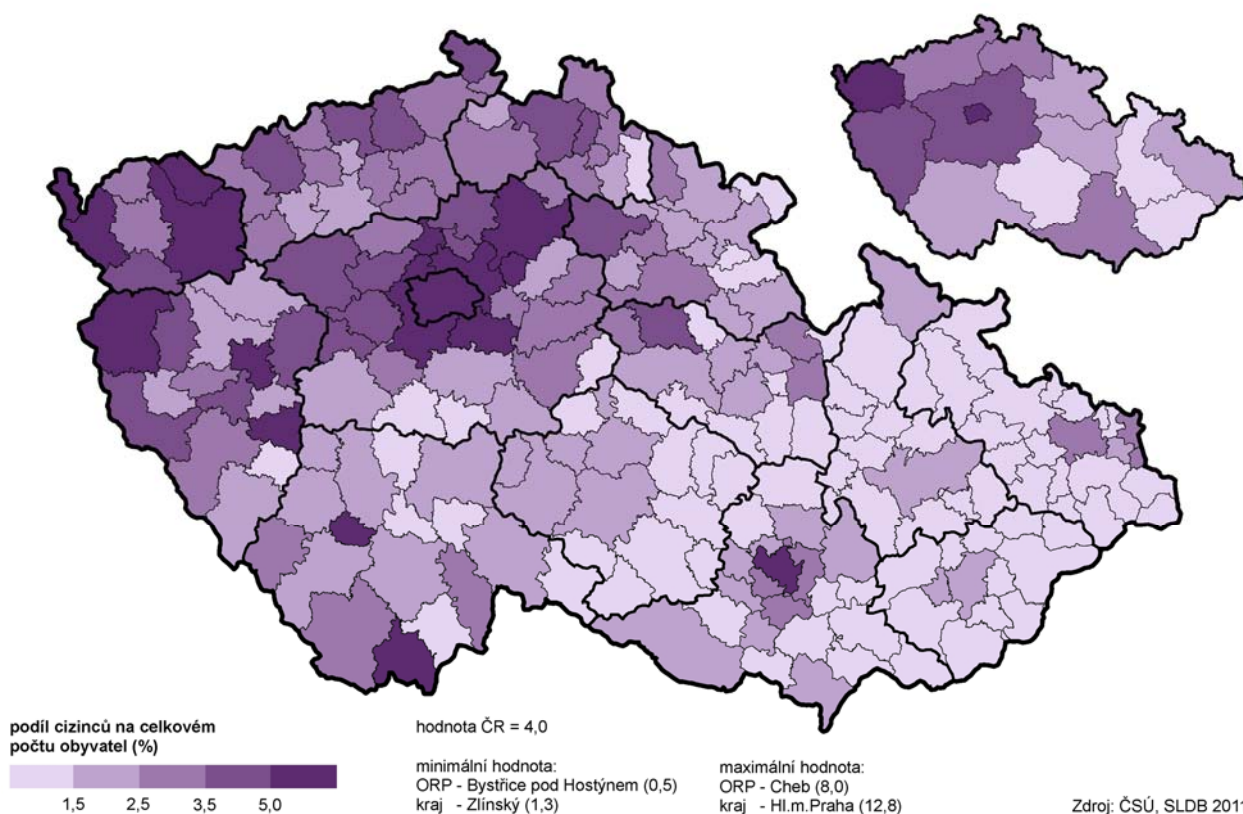 podíl cizinců na celkovém
počtu obyvatel (%)
1,5 2,5 3,5 5,0
hodnota ČR = 4,0
minimální hodnota:
ORP - Bystřice pod Hostýnem (0,5)
kraj - Zlínský (1,3)
maximální hodnota:
ORP - Cheb (8,0)
kraj - Hl.m.Praha (12,8)
Zdroj: ČSÚ, SLDB 2011